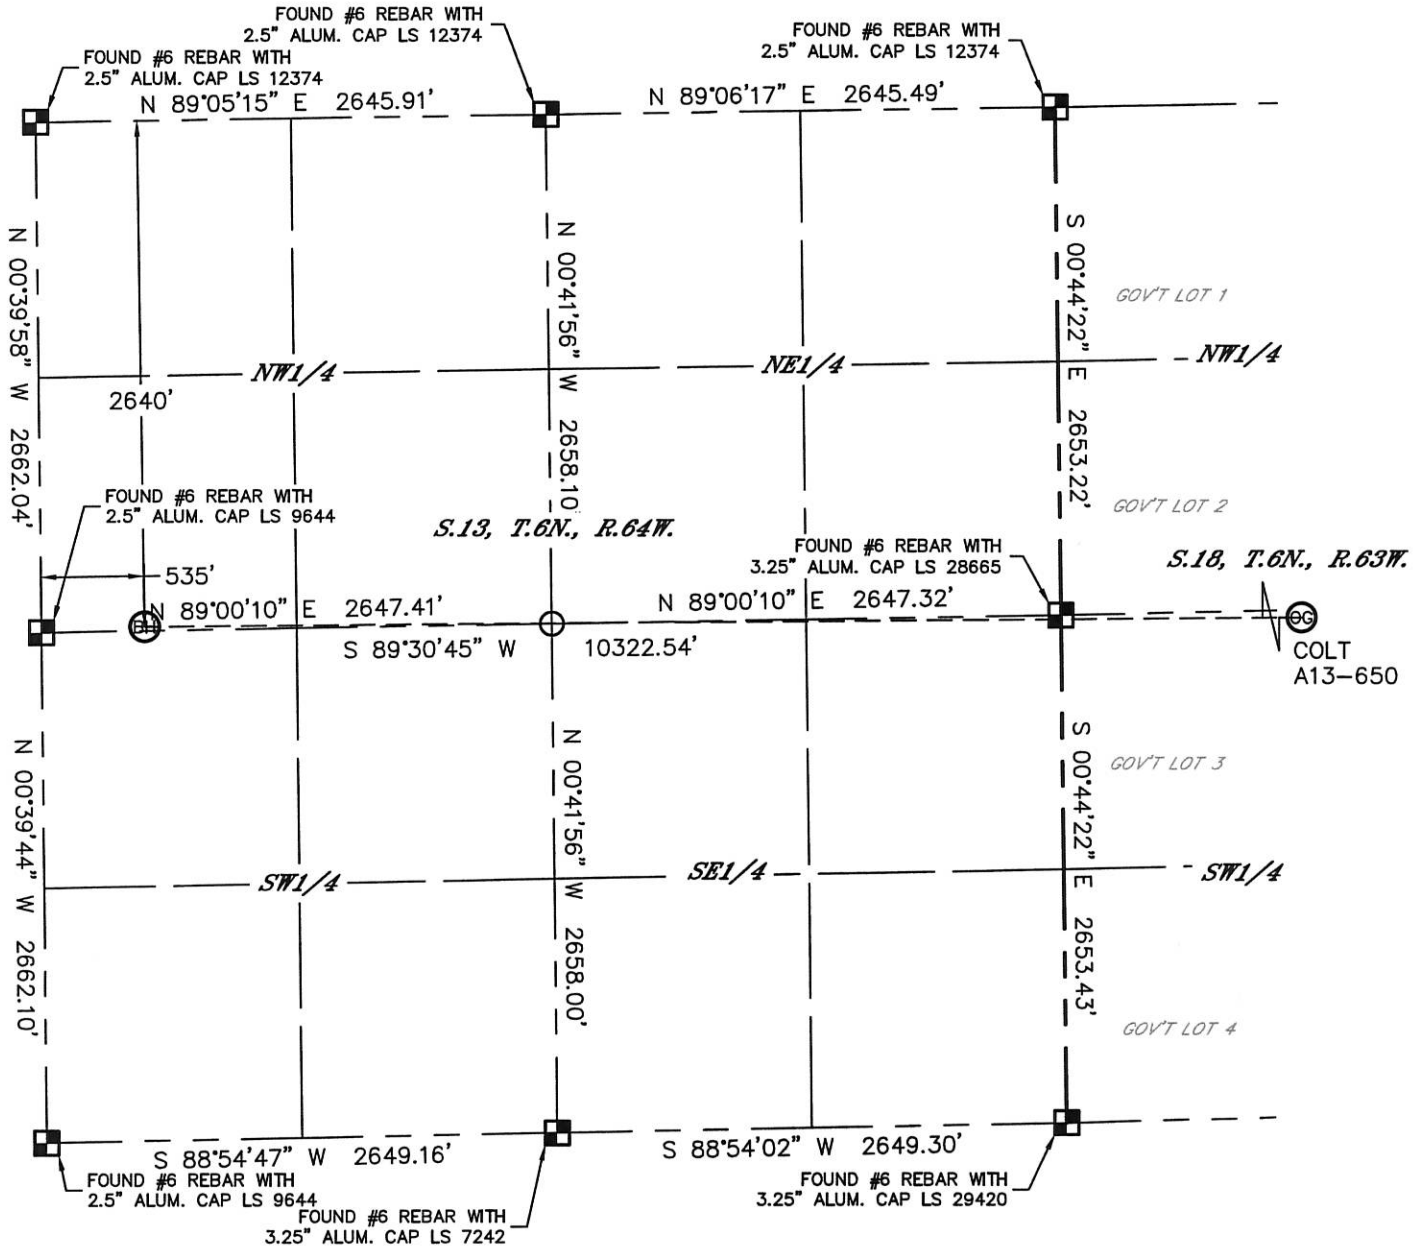 FOUND #6 REBAR WITH
2.5" ALUM. CAP LS 12374
FOUND #6 REBAR WITH
2.5" ALUM. CAP LS 12374
FOUND #6 REBAR WITH
2.5" ALUM. CAP LS 12374
N 89°05'15" E 2645.91'
N 89°06'17" E 2645.49'
N 00°39'58" W 2662.04'
N 00°41'56" W 2658.10'
S 00°44'22" E 2653.22'
GOV'T LOT 1
NW1/4
NE1/4
NW1/4
2640'
FOUND #6 REBAR WITH
2.5" ALUM. CAP LS 9644
S.13, T.6N., R.64W.
GOV'T LOT 2
FOUND #6 REBAR WITH
3.25" ALUM. CAP LS 28665
S.18, T.6N., R.63W.
535'
N 89°00'10" E 2647.41'
N 89°00'10" E 2647.32'
BH
OG
S 89°30'45" W 10322.54'
COLT
A13-650
N 00°39'44" W 2662.10'
N 00°41'56" W 2658.00'
S 00°44'22" E 2653.43'
GOV'T LOT 3
SW1/4
SE1/4
SW1/4
GOV'T LOT 4
S 88°54'47" W 2649.16'
S 88°54'02" W 2649.30'
FOUND #6 REBAR WITH
2.5" ALUM. CAP LS 9644
FOUND #6 REBAR WITH
3.25" ALUM. CAP LS 7242
FOUND #6 REBAR WITH
3.25" ALUM. CAP LS 29420